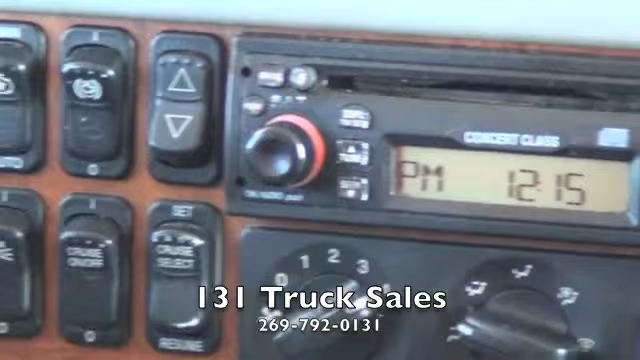 CONCERT CLASS
PM 12:15
AUTO
SET
CRUISE
ON/OFF
CRUISE
SELECT
RESUME
0 1 2 3
131 Truck Sales
269-792-0131